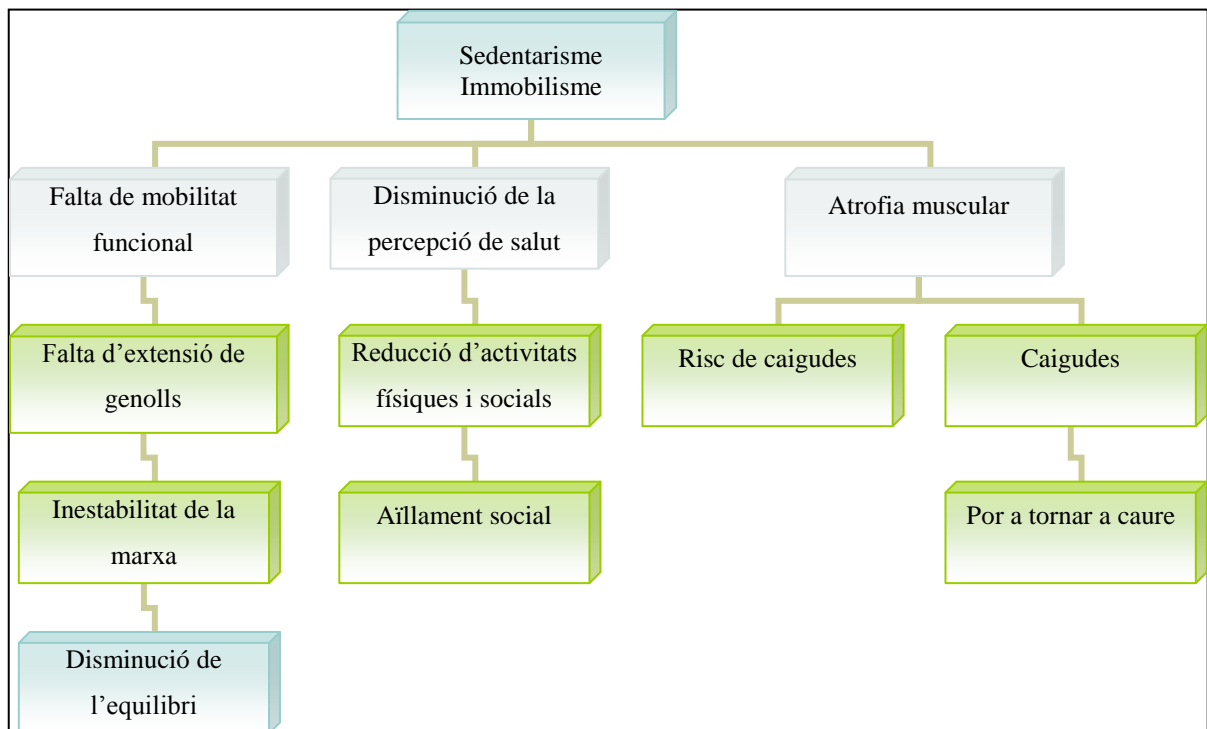 Sedentarisme
Immobilisme
Falta de mobilitat
funcional
Disminució de la
percepció de salut
Atrofia muscular
Falta d’extensió de
genolls
Reducció d’activitats
físiques i socials
Risc de caigudes
Caigudes
Inestabilitat de la
marxa
Aïllament social
Por a tornar a caure
Disminució de
l’equilibri